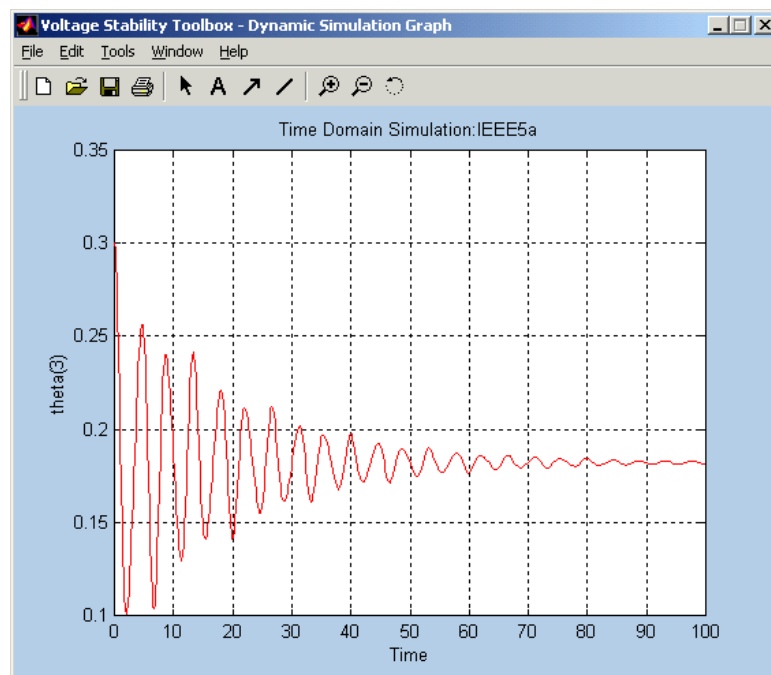 Voltage Stability Toolbox - Dynamic Simulation Graph
File Edit Tools Window Help
A
Time Domain Simulation:IEEE5a
0.35
0.3
0.25
0.2
0.15
0.1
theta(3)
0 10 20 30 40 50 60 70 80 90 100
Time